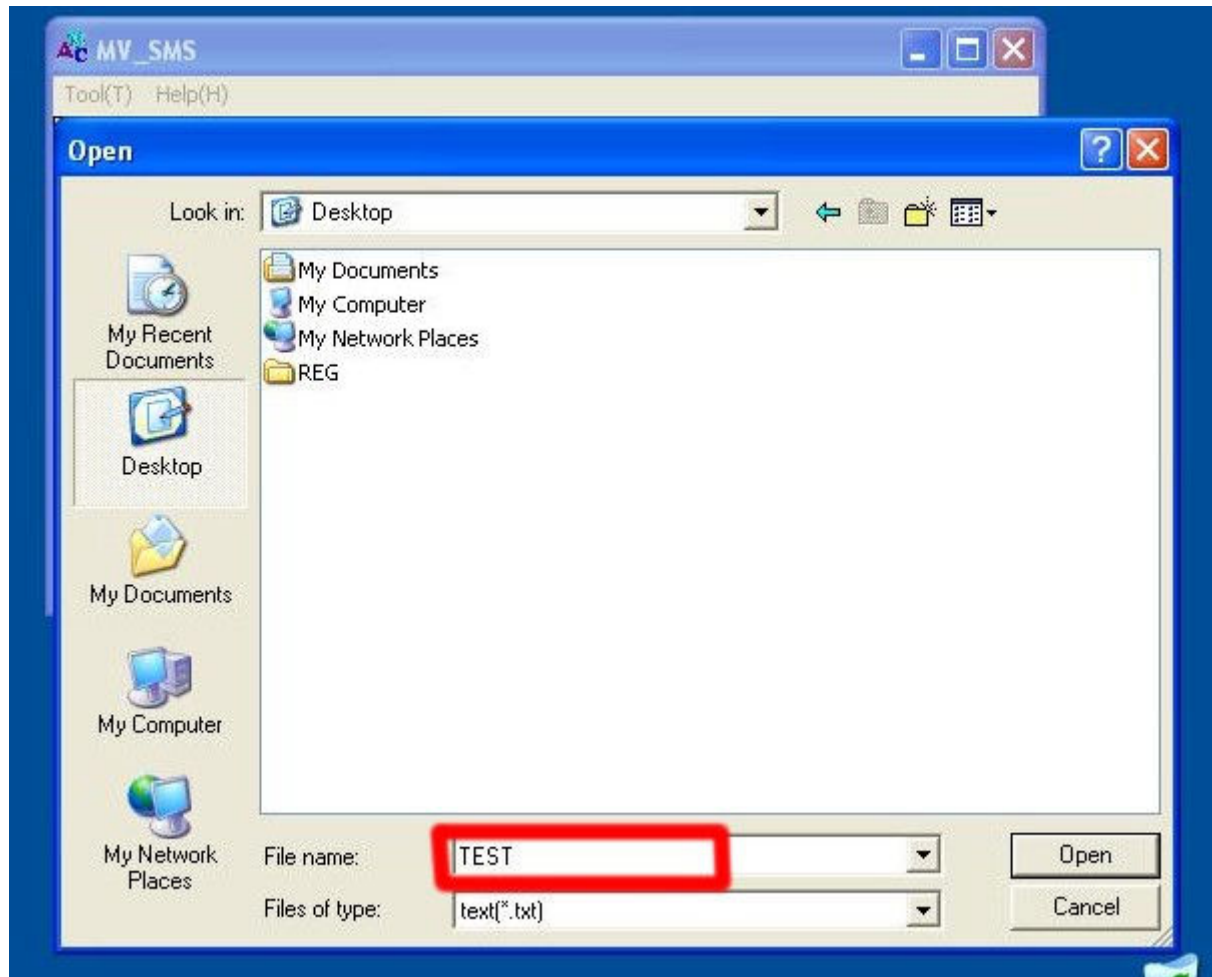 MV_SMS
Tool(T) Help(H)
Open
Look in: Desktop
My Documents
My Computer
My Network Places
REG
My Recent
Documents
Desktop
My Documents
My Computer
My Network
Places
File name: TEST Open
Files of type: text(*.txt) Cancel